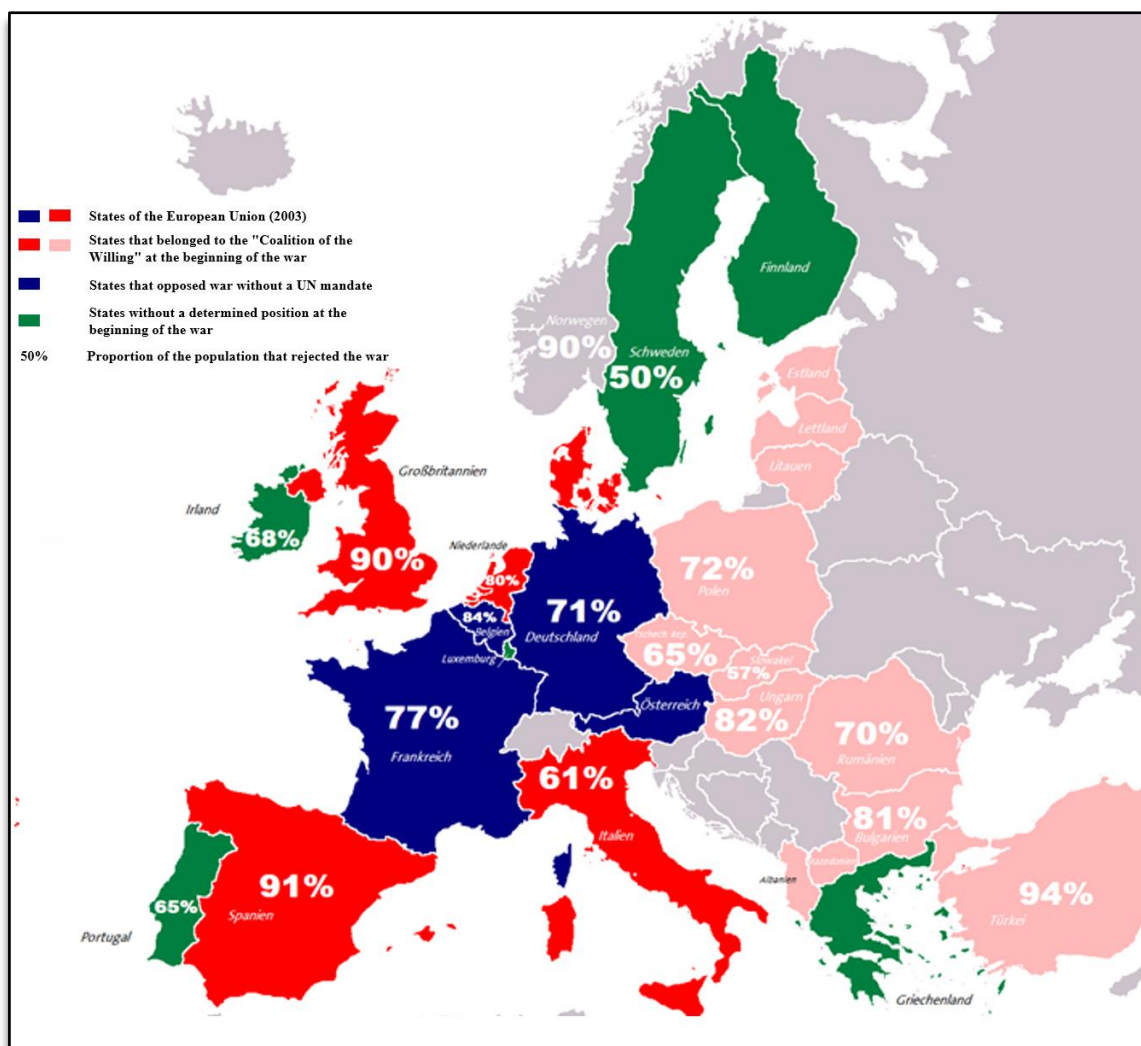 States of the European Union (2003)
States that belonged to the "Coalition of the
Willing" at the beginning of the war
States that opposed war without a UN mandate
States without a determined position at the
beginning of the war
50%
Proportion of the population that rejected the war
Finnland
Norwegen
90%
Schweden
50%
Estland
Lettland
Litauen
Großbritannien
Irland
68%
90%
Niederlande
80%
72%
Polen
71%
Deutschland
84%
Belgien
Luxemburg
Tschech. Rep.
65%
Slowakei
57%
Österreich
Ungarn
82%
77%
Frankreich
70%
Rumänien
61%
Italien
81%
Bulgarien
Mazedonien
Albanien
91%
Spanien
65%
Portugal
94%
Türkei
Griechenland